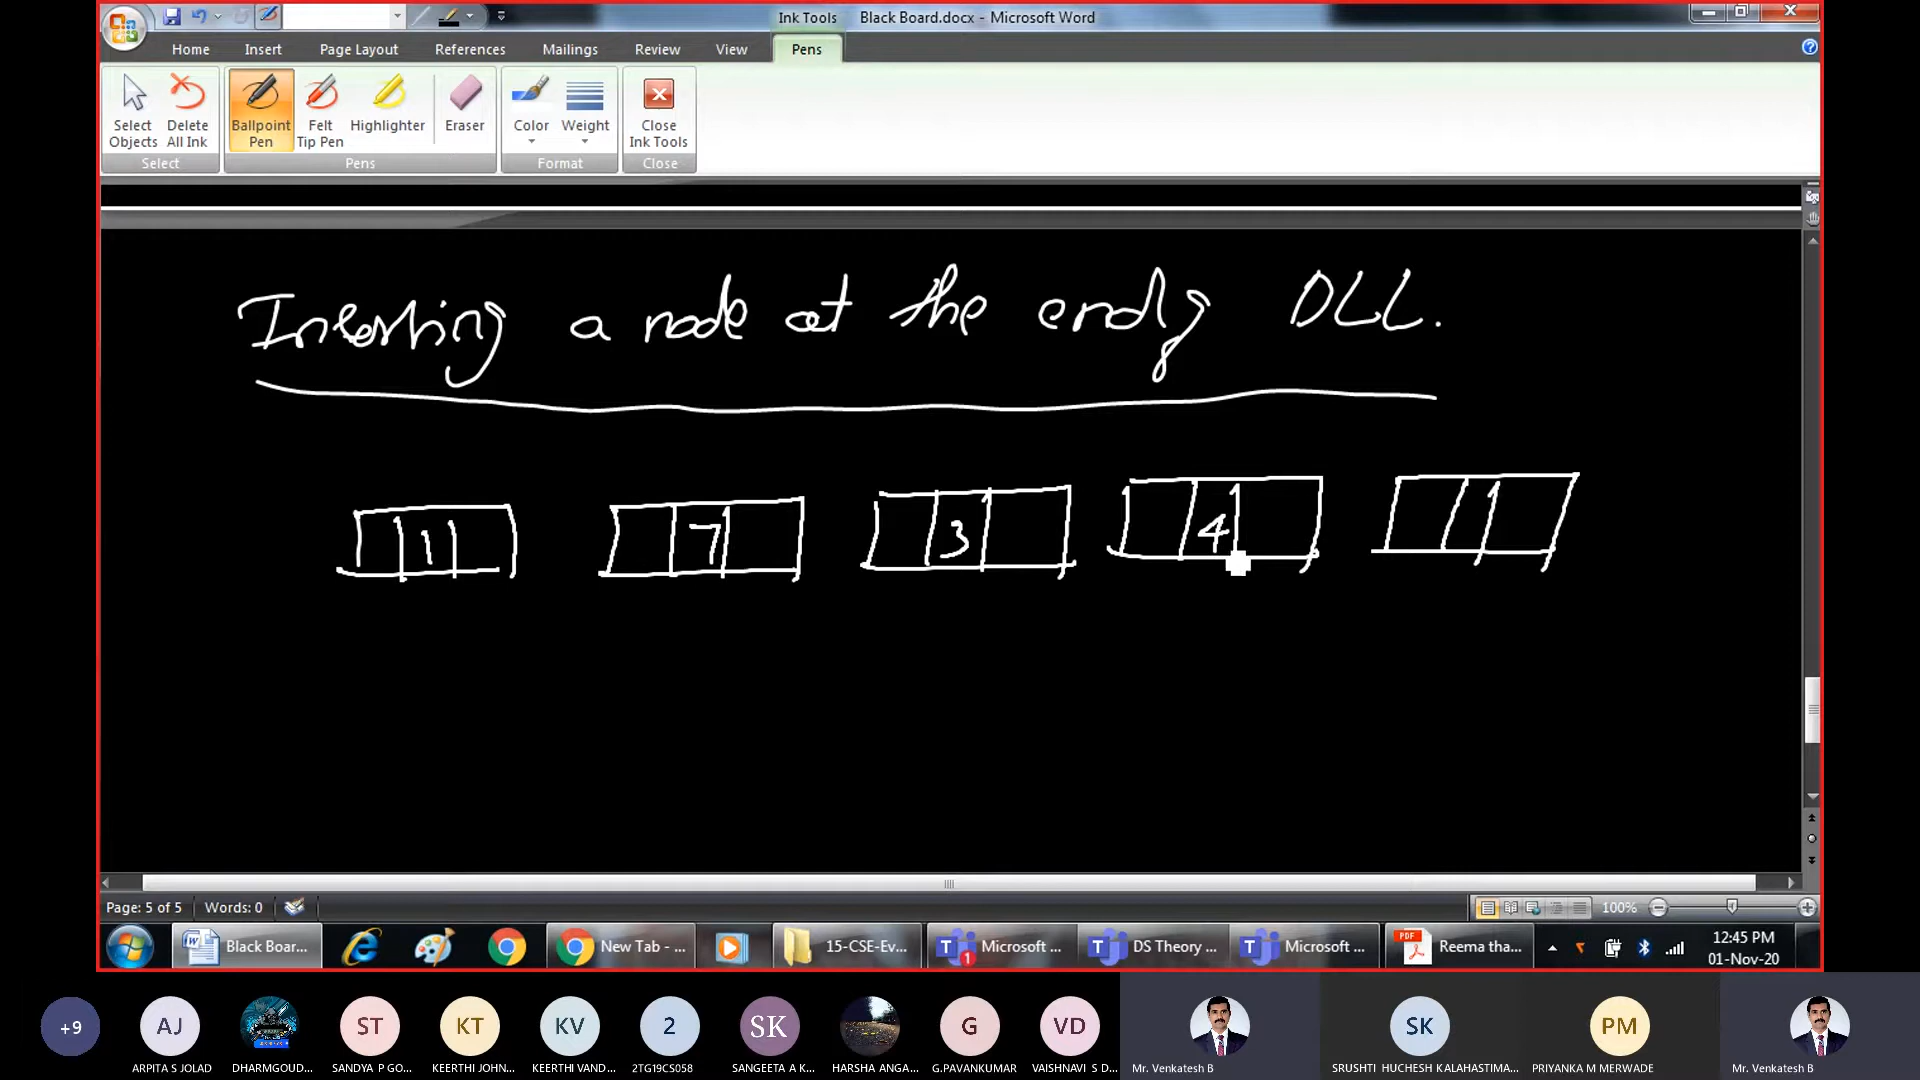 Ink Tools Black Board.docx - Microsoft Word
Home Insert Page Layout References Mailings Review View Pens
Select Objects Delete All Ink Ballpoint Pen Felt Tip Pen Highlighter Eraser Color Weight Close Ink Tools
Select Pens Format Close
Inserting a node at the end of DLL.
1 7 3 4
Page: 5 of 5 Words: 0 100%
Black Boar... New Tab - ... 15-CSE-Ev... 1 Microsoft ... DS Theory ... Microsoft ... PDF Reema tha... 12:45 PM
01-Nov-20
+9 AJ ST KT KV 2 SK G VD SK PM
ARPITA S JOLAD DHARMGOUD... SANDYA P GO... KEERTHI JOHN... KEERTHI VAND... 2TG19CS058 SANGEETA A K... HARSHA ANGA... G.PAVANKUMAR VAISHNAVI S D... Mr. Venkatesh B SRUSHTI HUCHESH KALAHASTIMA... PRIYANKA M MERWADE Mr. Venkatesh B